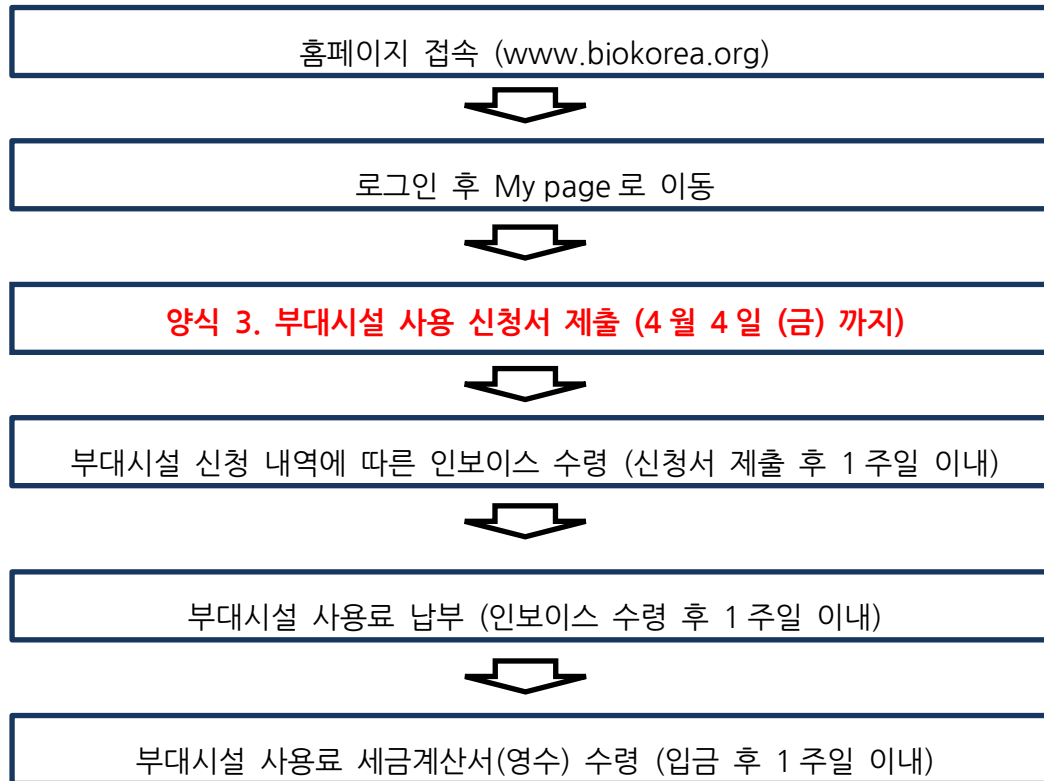 홈페이지 접속 (www.biokorea.org)
로그인 후 My page로 이동
양식 3. 부대시설 사용 신청서 제출 (4월 4일 (금) 까지)
부대시설 신청 내역에 따른 인보이스 수령 (신청서 제출 후 1주일 이내)
부대시설 사용료 납부 (인보이스 수령 후 1주일 이내)
부대시설 사용료 세금계산서(영수) 수령 (입금 후 1주일 이내)